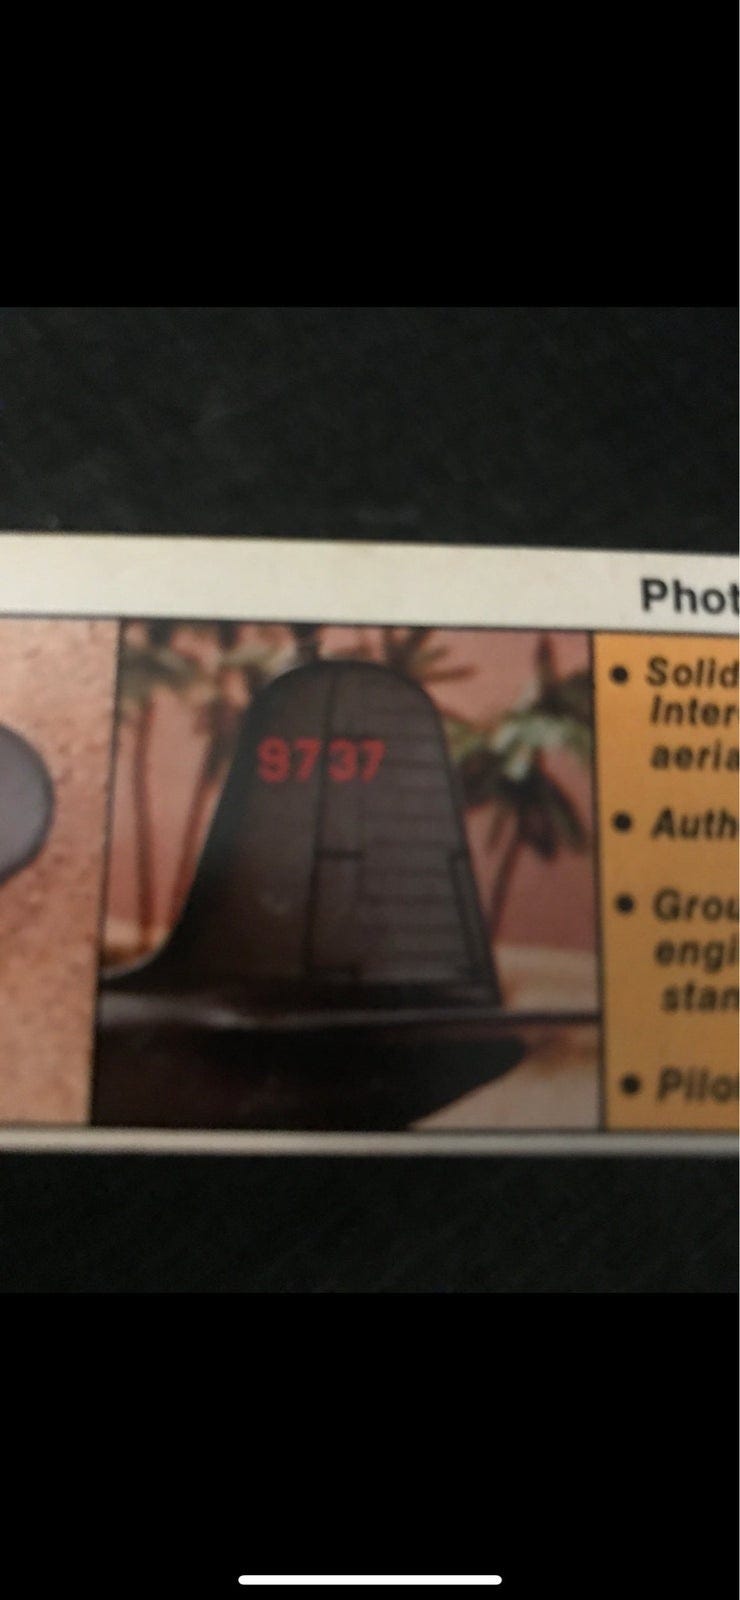 Phot
9737
• Solid
Inter
aeria
• Auth
• Grou
engi
stan
• Pilo